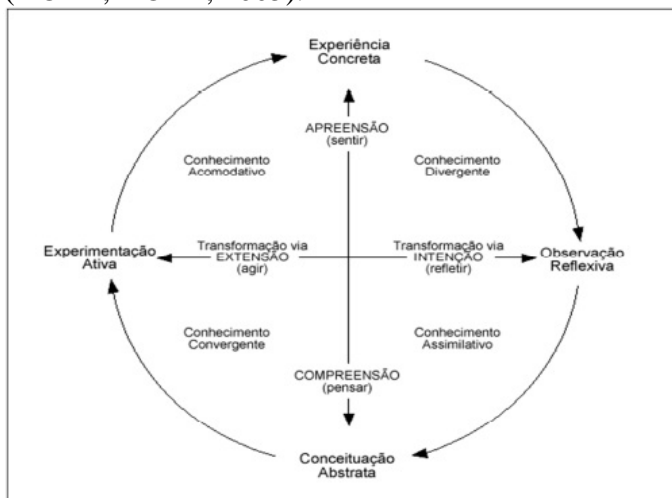 Experiência
Concreta
APREENSÃO
(sentir)
Conhecimento
Acomodativo
Conhecimento
Divergente
Experimentação
Ativa
Transformação via
EXTENSÃO
(agir)
Transformação via
INTENÇÃO
(refletir)
Observação
Reflexiva
Conhecimento
Convergente
Conhecimento
Assimilativo
COMPREENSÃO
(pensar)
Conceituação
Abstrata